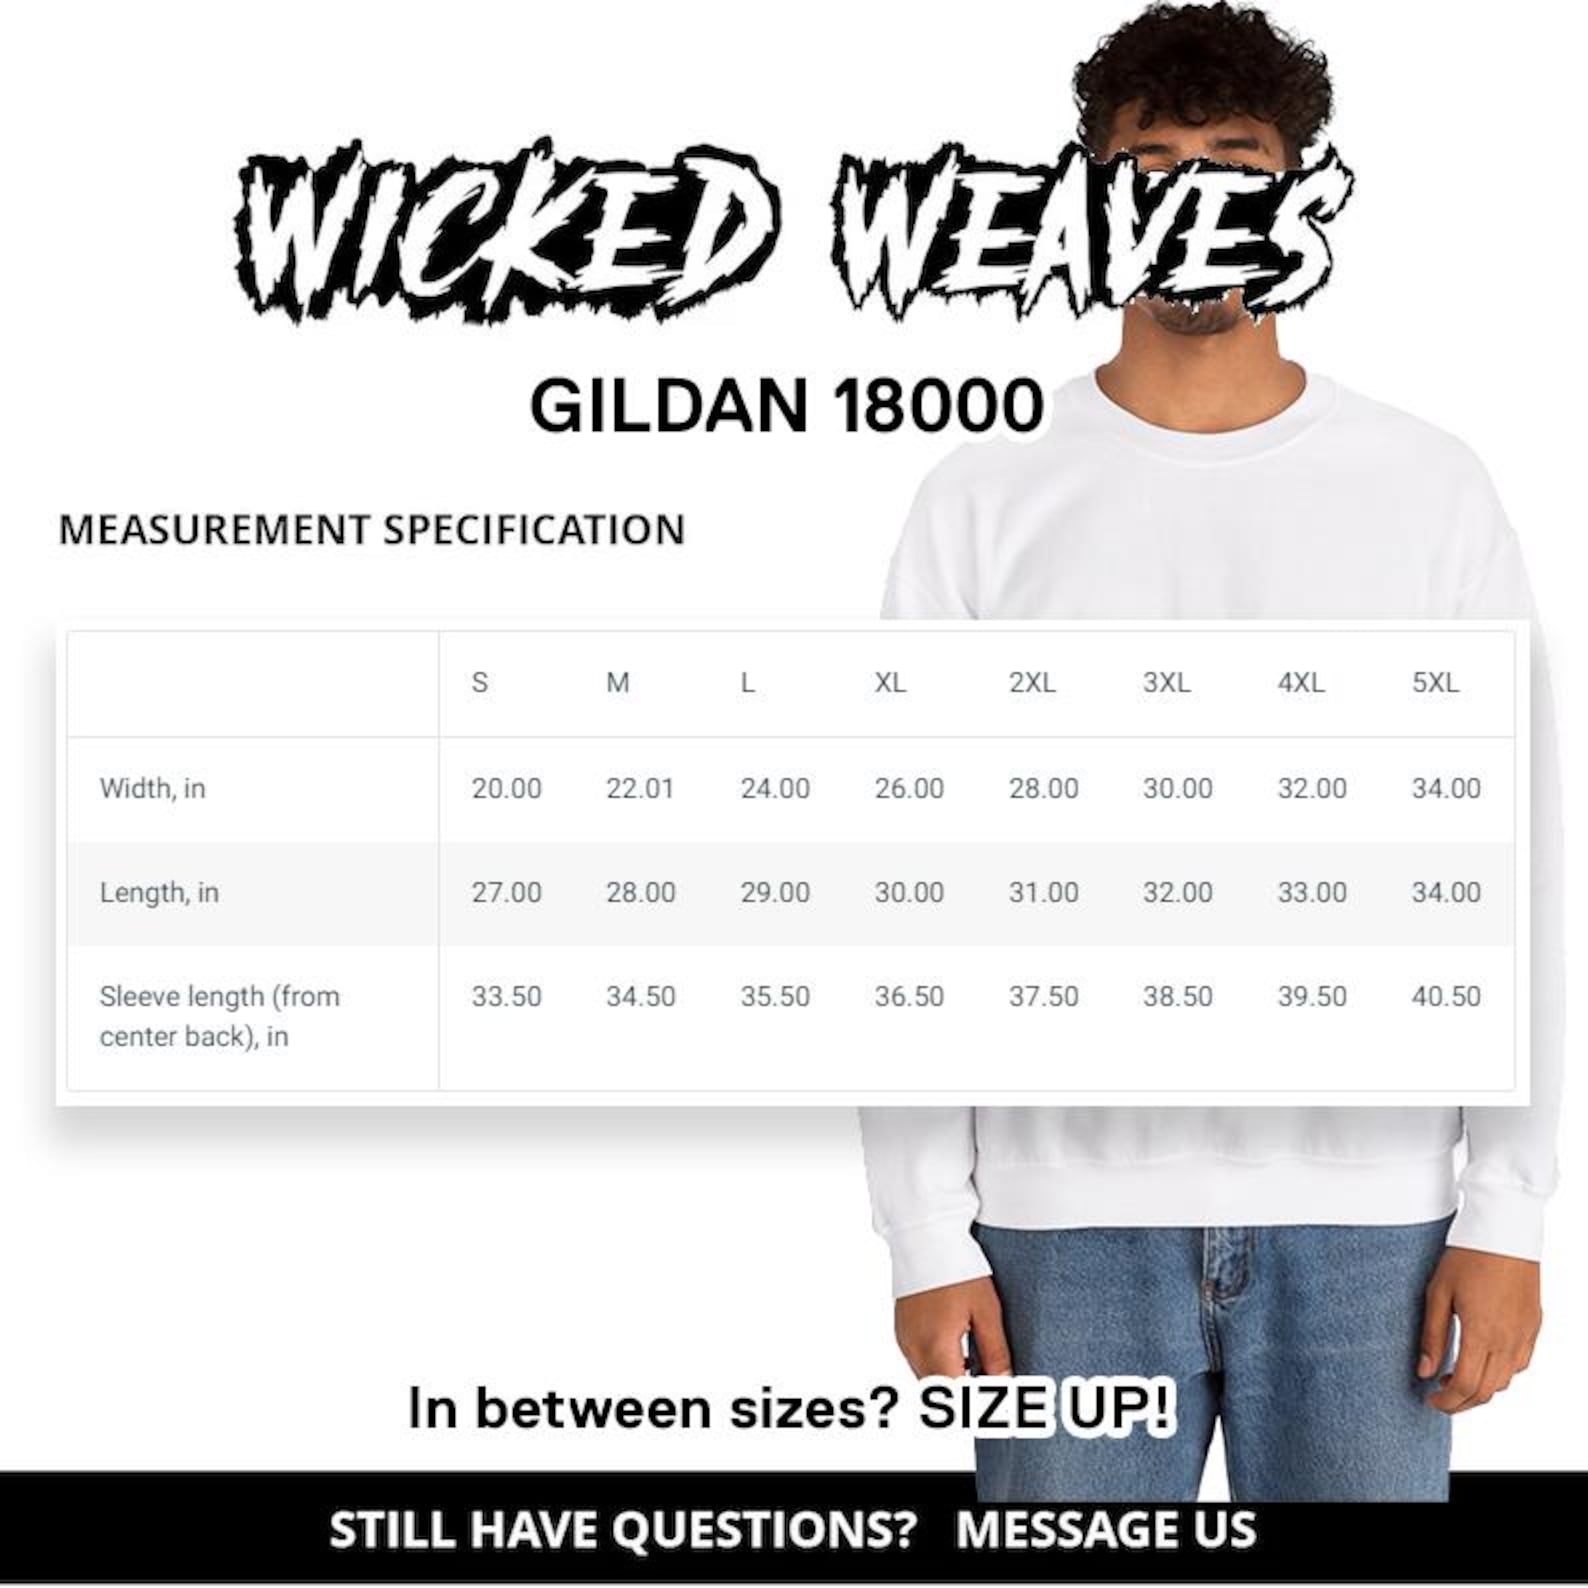 WICKED WEAVES
GILDAN 18000
MEASUREMENT SPECIFICATION
S M L XL 2XL 3XL 4XL 5XL
Width, in 20.00 22.01 24.00 26.00 28.00 30.00 32.00 34.00
Length, in 27.00 28.00 29.00 30.00 31.00 32.00 33.00 34.00
Sleeve length (from 33.50 34.50 35.50 36.50 37.50 38.50 39.50 40.50
center back), in
In between sizes? SIZE UP!
STILL HAVE QUESTIONS? MESSAGE US